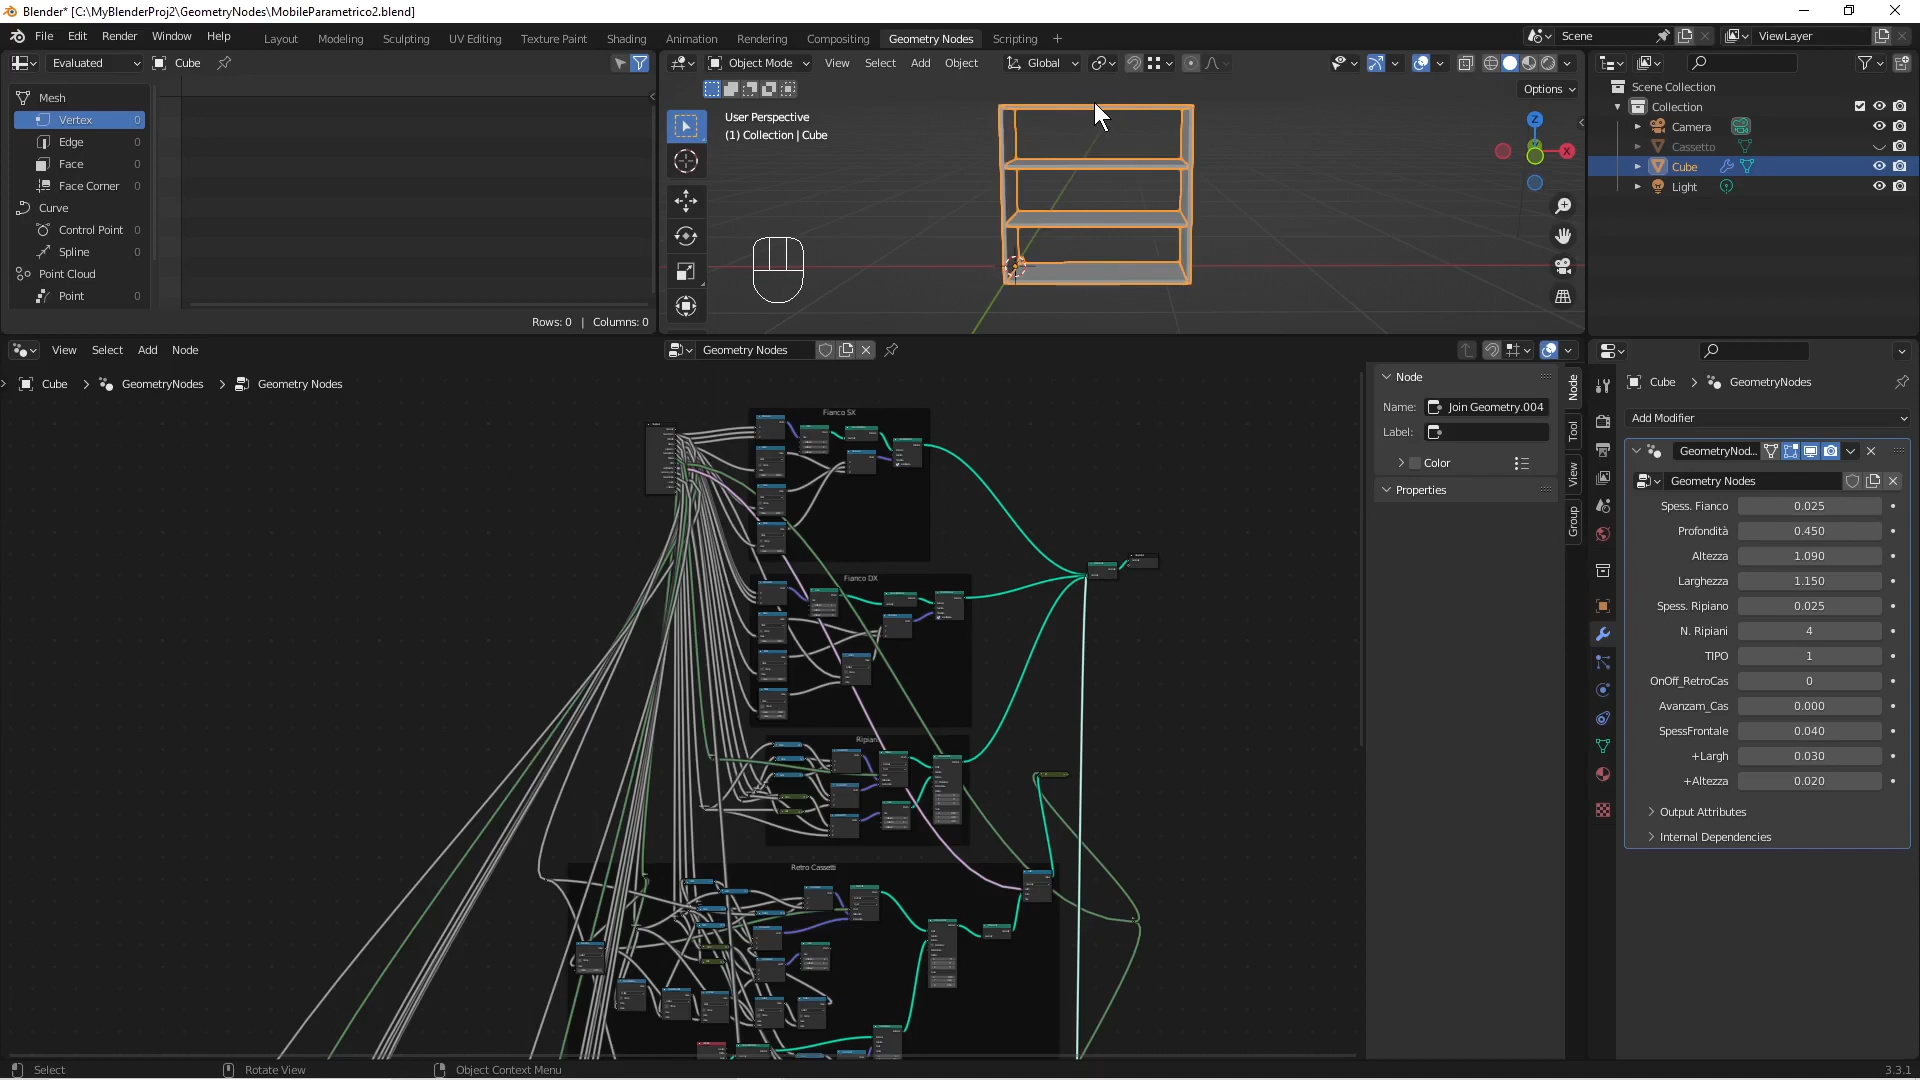 Blender* [C:\MyBlenderProj2\GeometryNodes\MobileParametrico2.blend]
File Edit Render Window Help
Layout Modeling Sculpting UV Editing Texture Paint Shading Animation Rendering Compositing Geometry Nodes Scripting
Scene ViewLayer
Evaluated Cube
Object Mode View Select Add Object Global
Options
Mesh
Vertex 0
Edge 0
Face 0
Face Corner 0
Curve
Control Point 0
Spline 0
Point Cloud
Point 0
Rows: 0 | Columns: 0
User Perspective
(1) Collection | Cube
Z
X
Scene Collection
Collection
Camera
Cassetto
Cube
Light
View Select Add Node
Geometry Nodes
Cube > GeometryNodes > Geometry Nodes
Fianco SX
Fianco DX
Ripiani
Retro Cassetti
Node
Name: Join Geometry.004
Label:
Color
Properties
Node
Tool
View
Group
Cube > GeometryNodes
Add Modifier
GeometryNod...
Geometry Nodes
Spess. Fianco 0.025
Profondità 0.450
Altezza 1.090
Larghezza 1.150
Spess. Ripiano 0.025
N. Ripiani 4
TIPO 1
OnOff_RetroCas 0
Avanzam_Cas 0.000
SpessFrontale 0.040
+Largh 0.030
+Altezza 0.020
Output Attributes
Internal Dependencies
Select Rotate View Object Context Menu
3.3.1